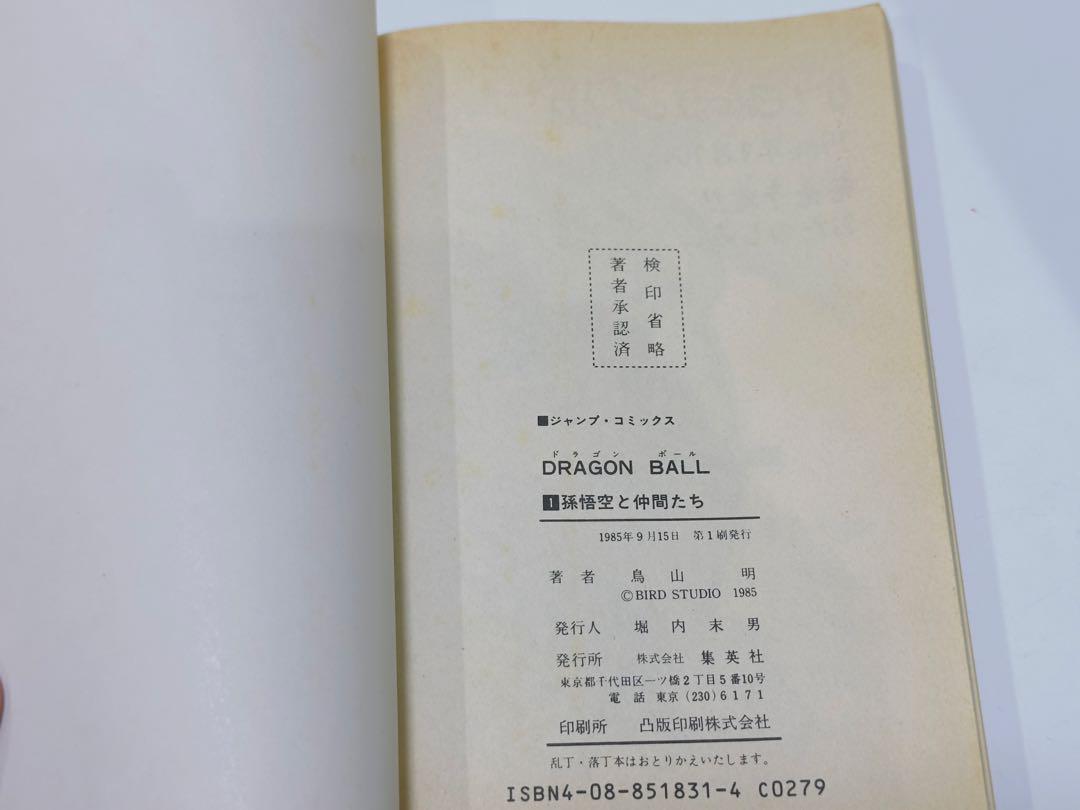 検印省略
著者承認済
■ジャンプ・コミックス
ドラゴン ボール
DRAGON BALL
1 孫悟空と仲間たち
1985年9月15日 第1刷発行
著者 鳥山 明
©BIRD STUDIO 1985
発行人 堀内末男
発行所 株式会社 集英社
東京都千代田区一ツ橋2丁目5番10号
電話 東京(230)6171
印刷所 凸版印刷株式会社
乱丁・落丁本はおとりかえいたします。
ISBN4-08-851831-4 C0279